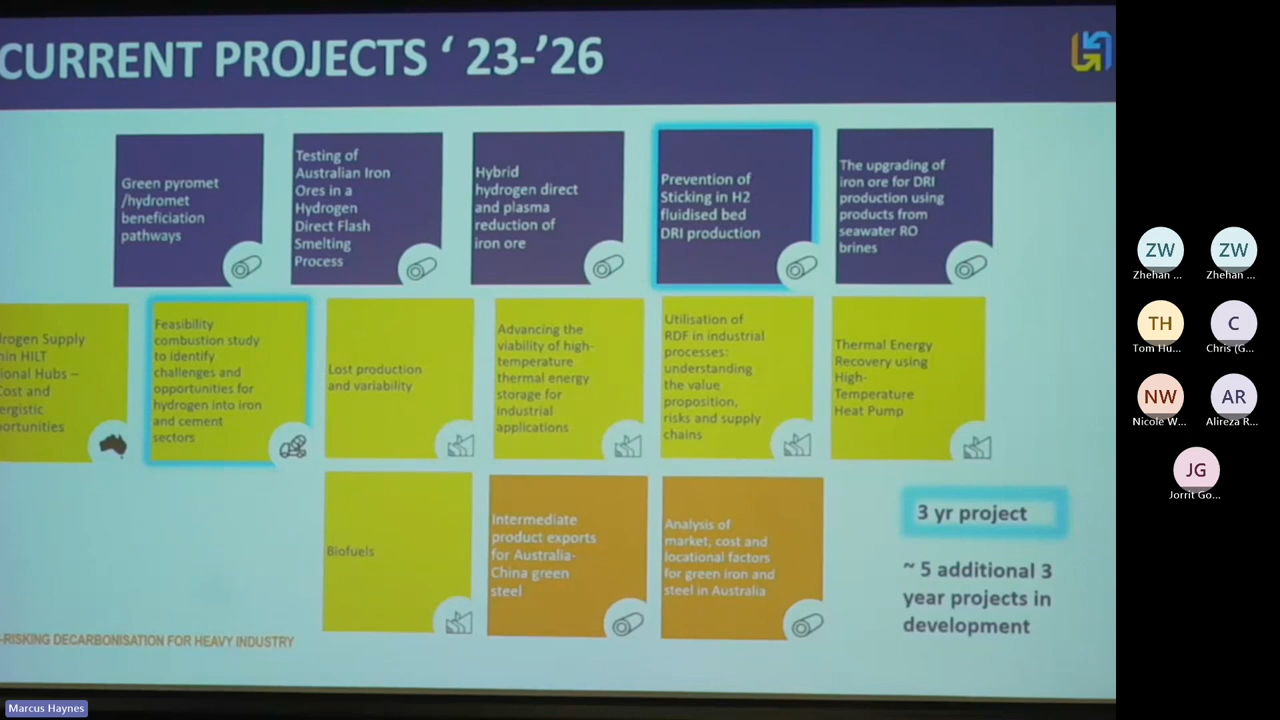 CURRENT PROJECTS ‘ 23-’26
Green pyromet
/hydromet
beneficiation
pathways
Testing of
Australian Iron
Ores in a
Hydrogen
Direct Flash
Smelting
Process
Hybrid
hydrogen direct
and plasma
reduction of
iron ore
Prevention of
Sticking in H2
fluidised bed
DRI production
The upgrading of
iron ore for DRI
production using
products from
seawater RO
brines
Supply
HILT
Hubs –
and
Feasibility
combustion study
to identify
challenges and
opportunities for
hydrogen into iron
and cement
sectors
Lost production
and variability
Advancing the
viability of high-
temperature
thermal energy
storage for
industrial
applications
Utilisation of
RDF in industrial
processes:
understanding
the value
proposition,
risks and supply
chains
Thermal Energy
Recovery using
High-
Temperature
Heat Pump
Biofuels
Intermediate
product exports
for Australia-
China green
steel
Analysis of
market, cost and
locational factors
for green iron and
steel in Australia
3 yr project
~ 5 additional 3
year projects in
development
-RISKING DECARBONISATION FOR HEAVY INDUSTRY
ZW
Zhehan ...
ZW
Zhehan ...
TH
Tom Hu...
C
Chris (G...
NW
Nicole W...
AR
Alireza R...
JG
Jorrit Go...
Marcus Haynes